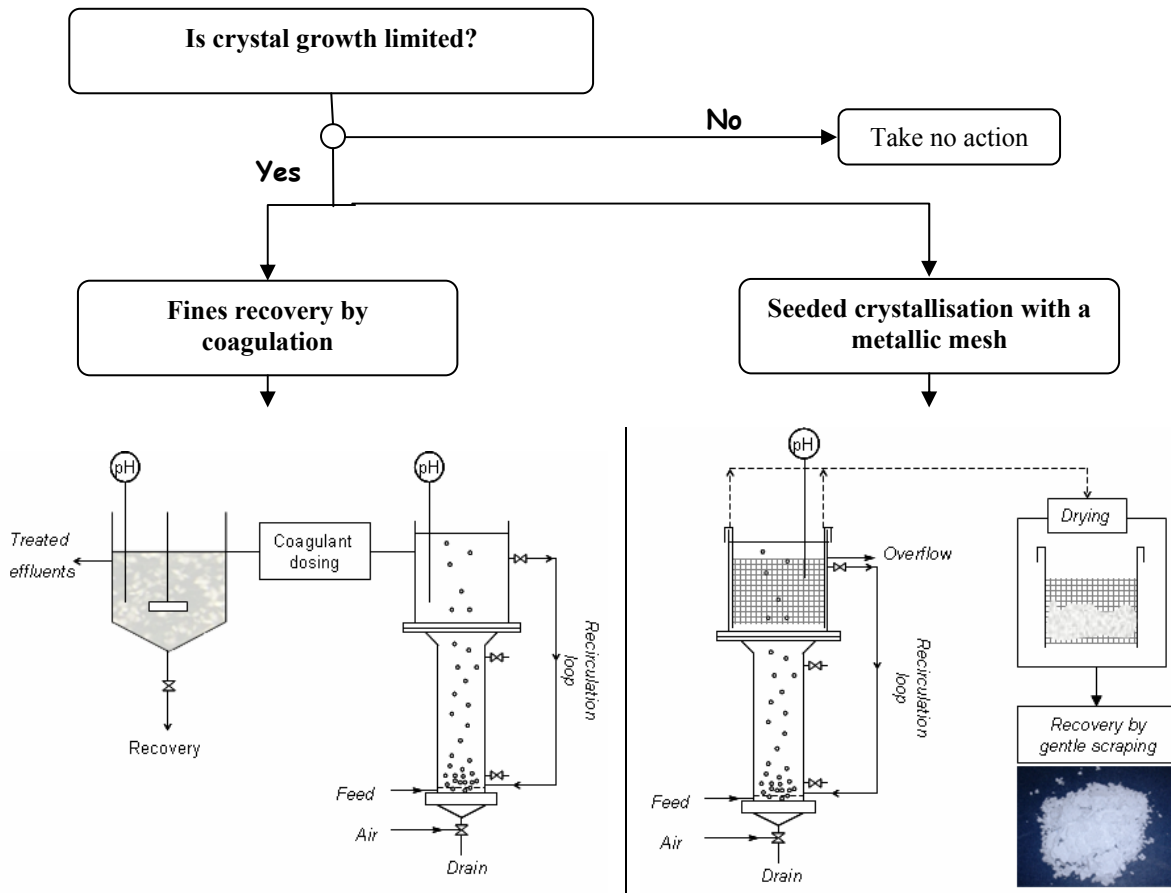 Is crystal growth limited?
No
Take no action
Yes
Fines recovery by
coagulation
Seeded crystallisation with a
metallic mesh
pH
Treated
effluents
Coagulant
dosing
pH
Recirculation
loop
Recovery
Feed
Air
Drain
pH
Overflow
Recirculation
loop
Feed
Air
Drain
Drying
Recovery by
gentle scraping